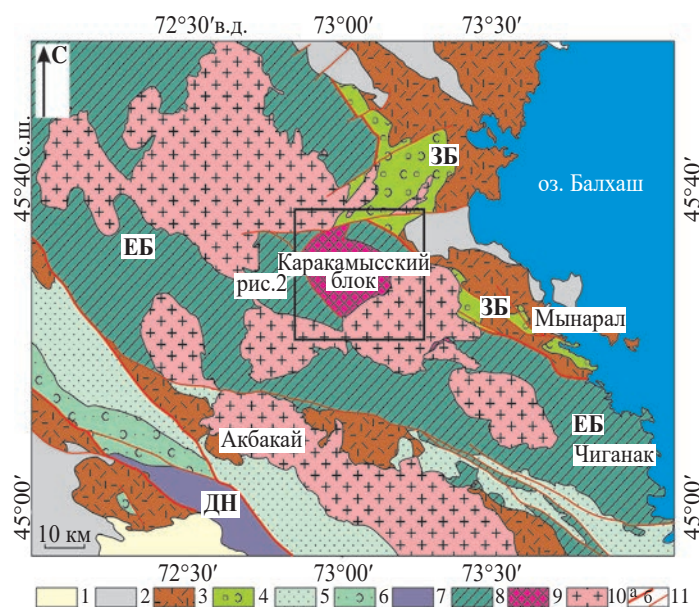 72°30′в.д. 73°00′ 73°30′
С
45°40′с.ш.
45°40′
ЗБ
оз. Балхаш
ЕБ
Каракамысский
рис.2
блок
ЗБ
Мынарал
Акбакай
ЕБ
Чиганак
45°00′
45°00′
ДН
10 км
72°30′ 73°00′ 73°30′
1 2 3 4 5 6 7 8 9 10 а б 11